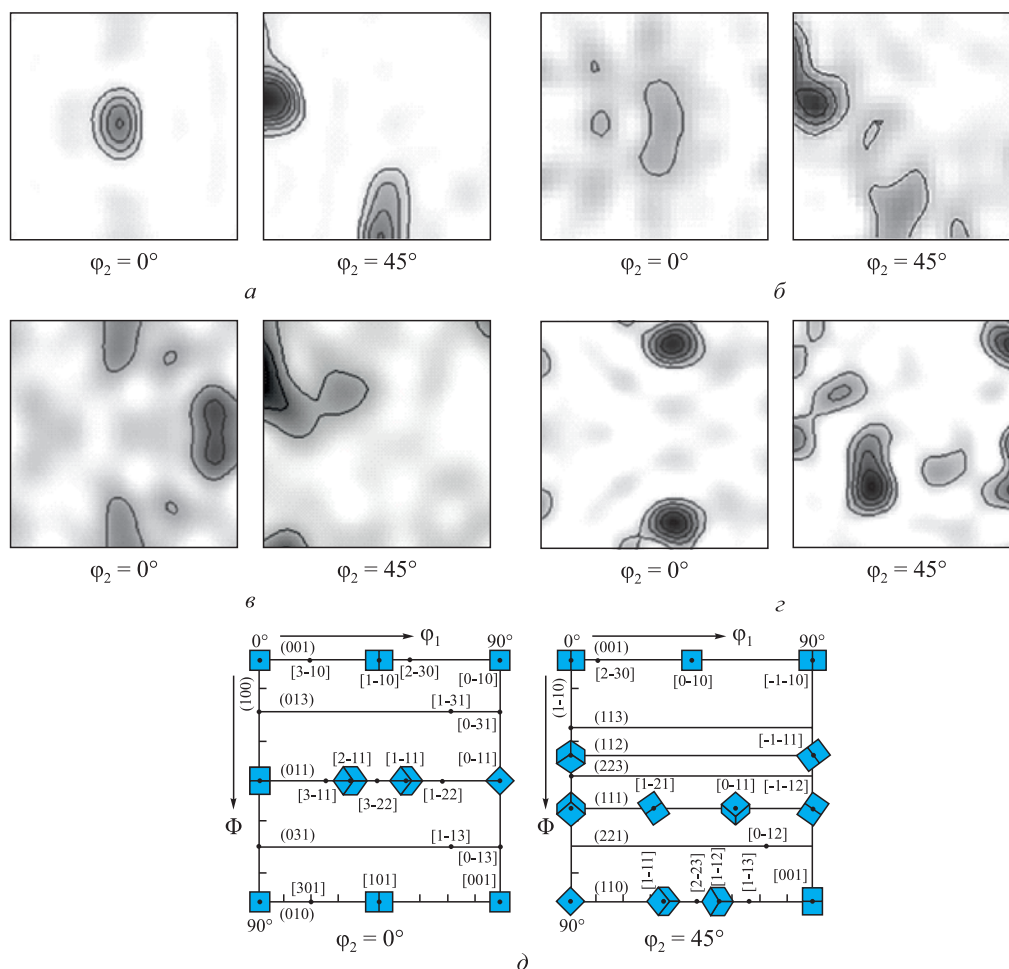 φ₂ = 0° φ₂ = 45° φ₂ = 0° φ₂ = 45°
а б
φ₂ = 0° φ₂ = 45° φ₂ = 0° φ₂ = 45°
в г
0° φ₁ 90° 0° φ₁ 90°
(001) (001)
[3-10] [1-10] [2-30] [0-10] [2-30] [0-10] [-1-10]
(100) (1-10)
(013) [1-31] (113)
[0-31] (112) [-1-11]
[2-11] [1-11] [0-11] (223)
(011) [1-21] [0-11] [-1-12]
[3-11] [3-22] [1-22] (111)
Φ Φ
(031) [1-13] (221) [0-12]
[0-13] [1-11] [2-23] [1-12] [1-13]
[301] [101] [001] (110) [001]
(010)
90° 90°
φ₂ = 0° φ₂ = 45°
д